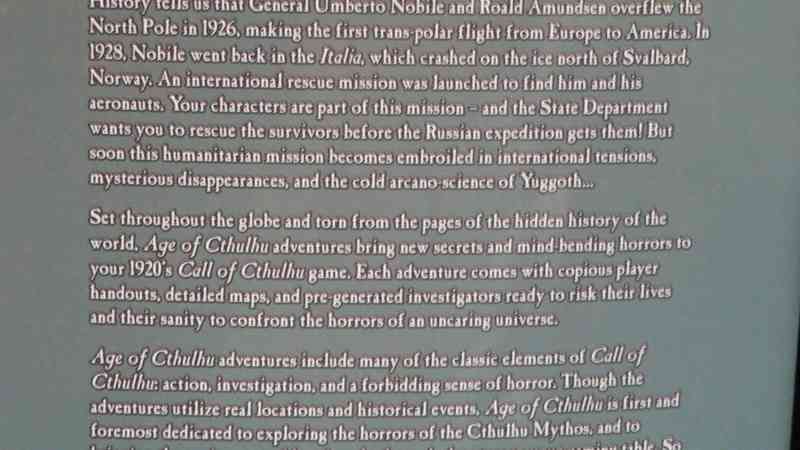 History tells us that General Umberto Nobile and Roald Amundsen overflew the
North Pole in 1926, making the first trans-polar flight from Europe to America. In
1928, Nobile went back in the Italia, which crashed on the ice north of Svalbard,
Norway. An international rescue mission was launched to find him and his
aeronauts. Your characters are part of this mission – and the State Department
wants you to rescue the survivors before the Russian expedition gets them! But
soon this humanitarian mission becomes embroiled in international tensions,
mysterious disappearances, and the cold arcano-science of Yuggoth...
Set throughout the globe and torn from the pages of the hidden history of the
world, Age of Cthulhu adventures bring new secrets and mind-bending horrors to
your 1920's Call of Cthulhu game. Each adventure comes with copious player
handouts, detailed maps, and pre-generated investigators ready to risk their lives
and their sanity to confront the horrors of an uncaring universe.
Age of Cthulhu adventures include many of the classic elements of Call of
Cthulhu: action, investigation, and a forbidding sense of horror. Though the
adventures utilize real locations and historical events, Age of Cthulhu is first and
foremost dedicated to exploring the horrors of the Cthulhu Mythos, and to
table. So